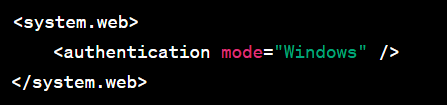 <system.web>
    <authentication mode="Windows" />
</system.web>